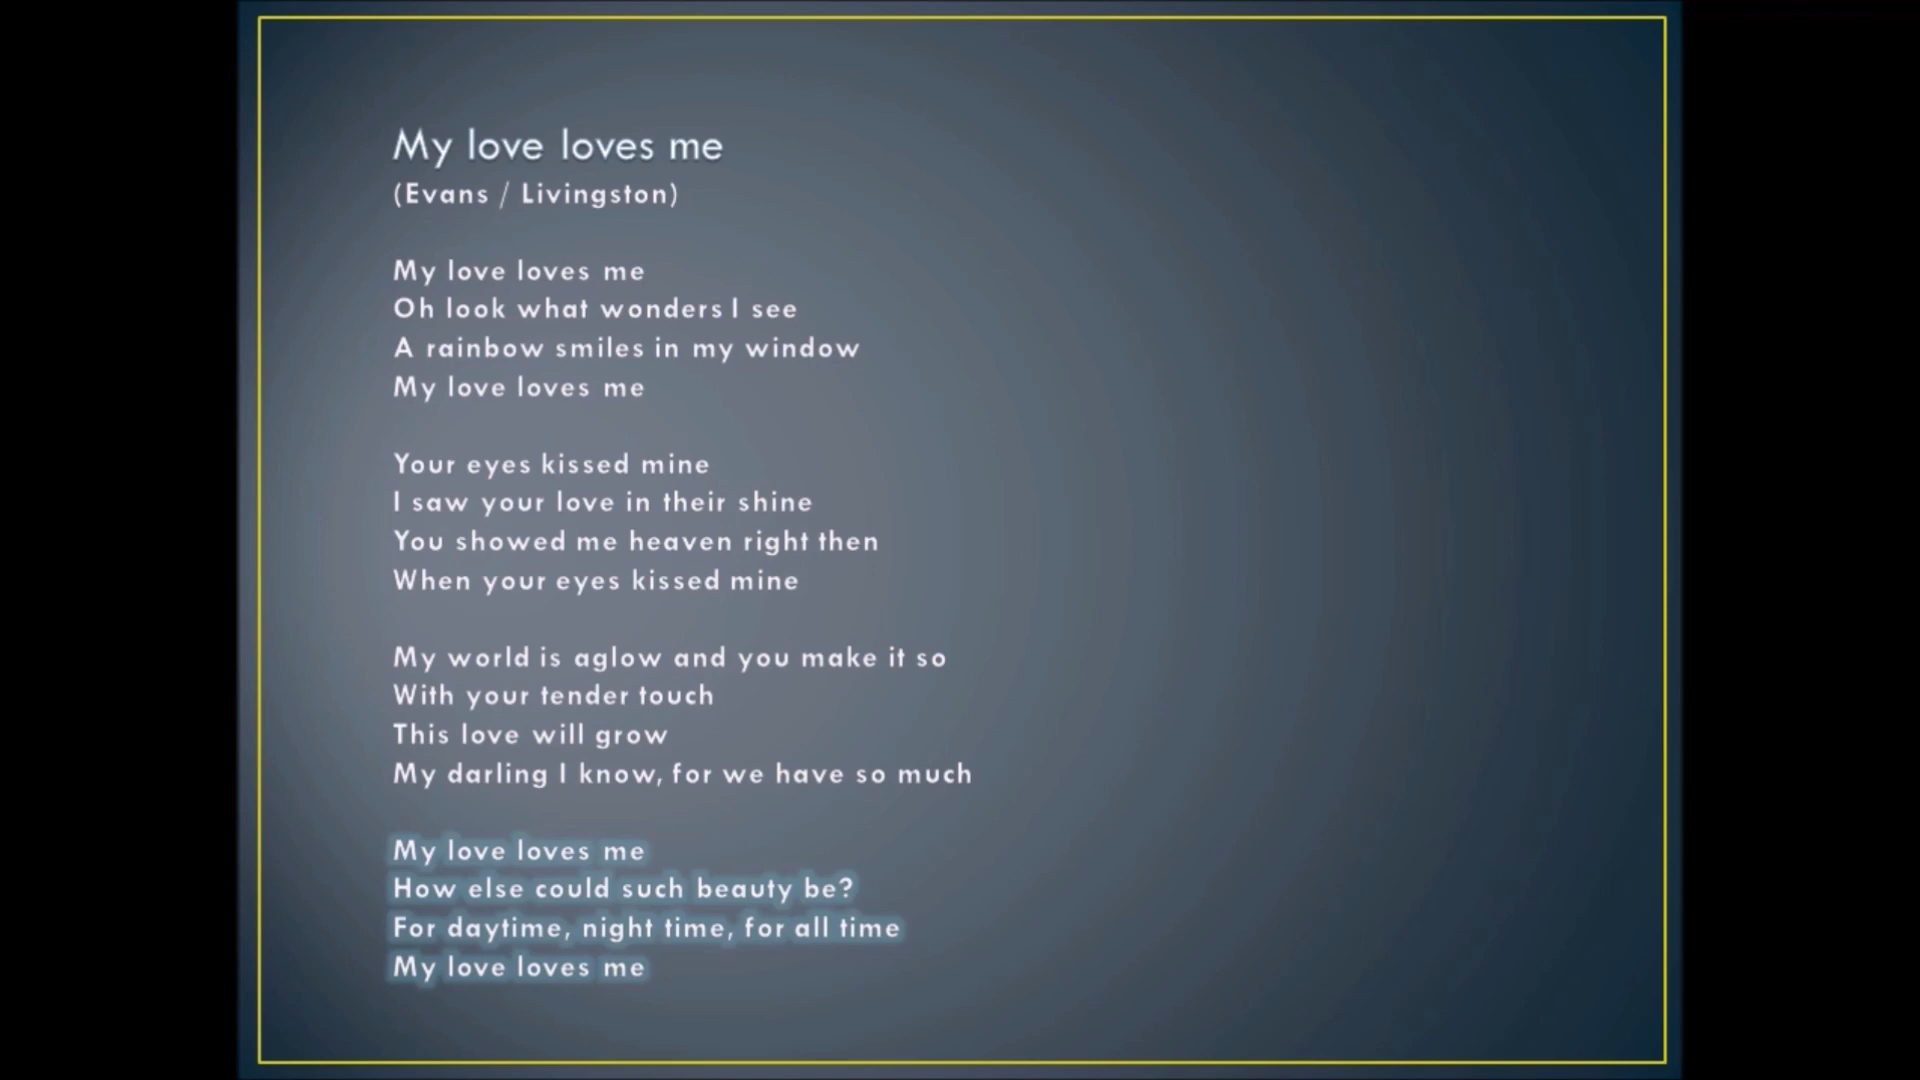 My love loves me
(Evans / Livingston)
My love loves me
Oh look what wonders I see
A rainbow smiles in my window
My love loves me
Your eyes kissed mine
I saw your love in their shine
You showed me heaven right then
When your eyes kissed mine
My world is aglow and you make it so
With your tender touch
This love will grow
My darling I know, for we have so much
My love loves me
How else could such beauty be?
For daytime, night time, for all time
My love loves me